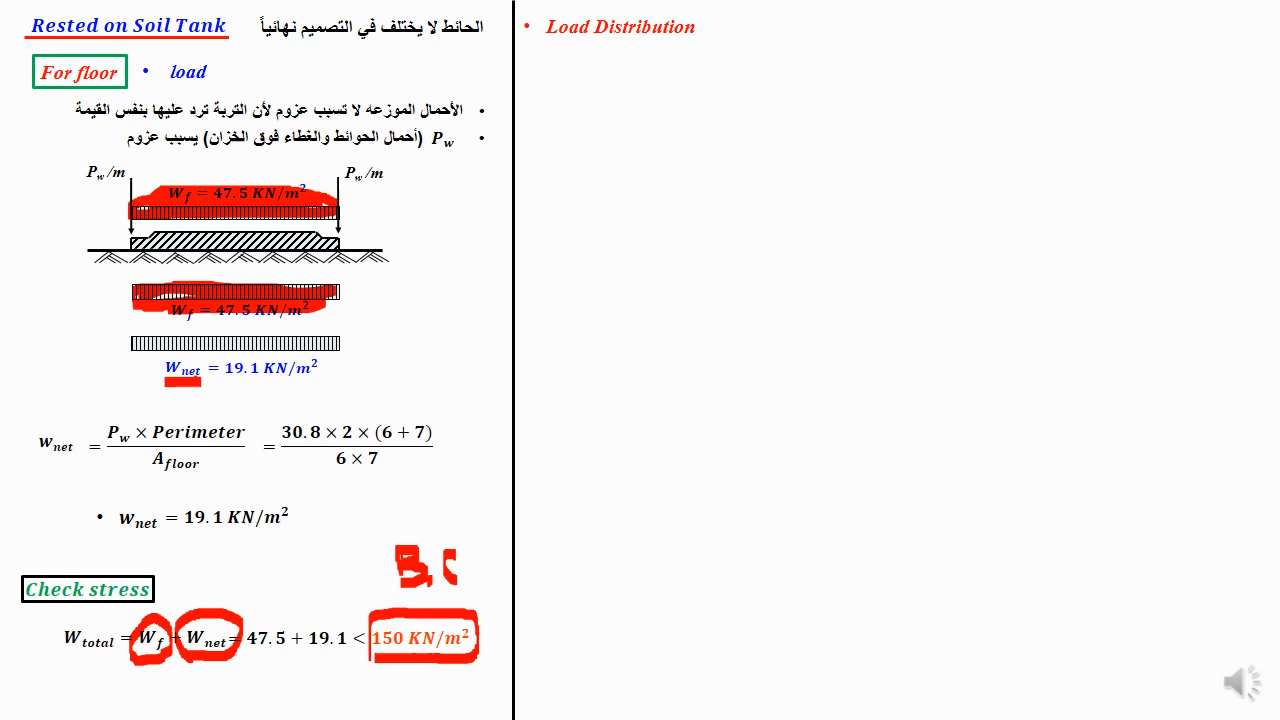 Rested on Soil Tank
الحائط لا يختلف في التصميم نهائياً
For floor • load
• الأحمال الموزعه لا تسبب عزوم لأن التربة ترد عليها بنفس القيمة
• P_w (أحمال الحوائط والغطاء فوق الخزان) يسبب عزوم
P_w/m P_w/m
W_f = 47.5 KN/m²
W_f = 47.5 KN/m²
W_net = 19.1 KN/m²
w_net = (P_w × Perimeter) / A_floor = (30.8 × 2 × (6 + 7)) / (6 × 7)
• w_net = 19.1 KN/m²
B.C
Check stress
W_total = W_f + W_net = 47.5 + 19.1 < 150 KN/m²
• Load Distribution